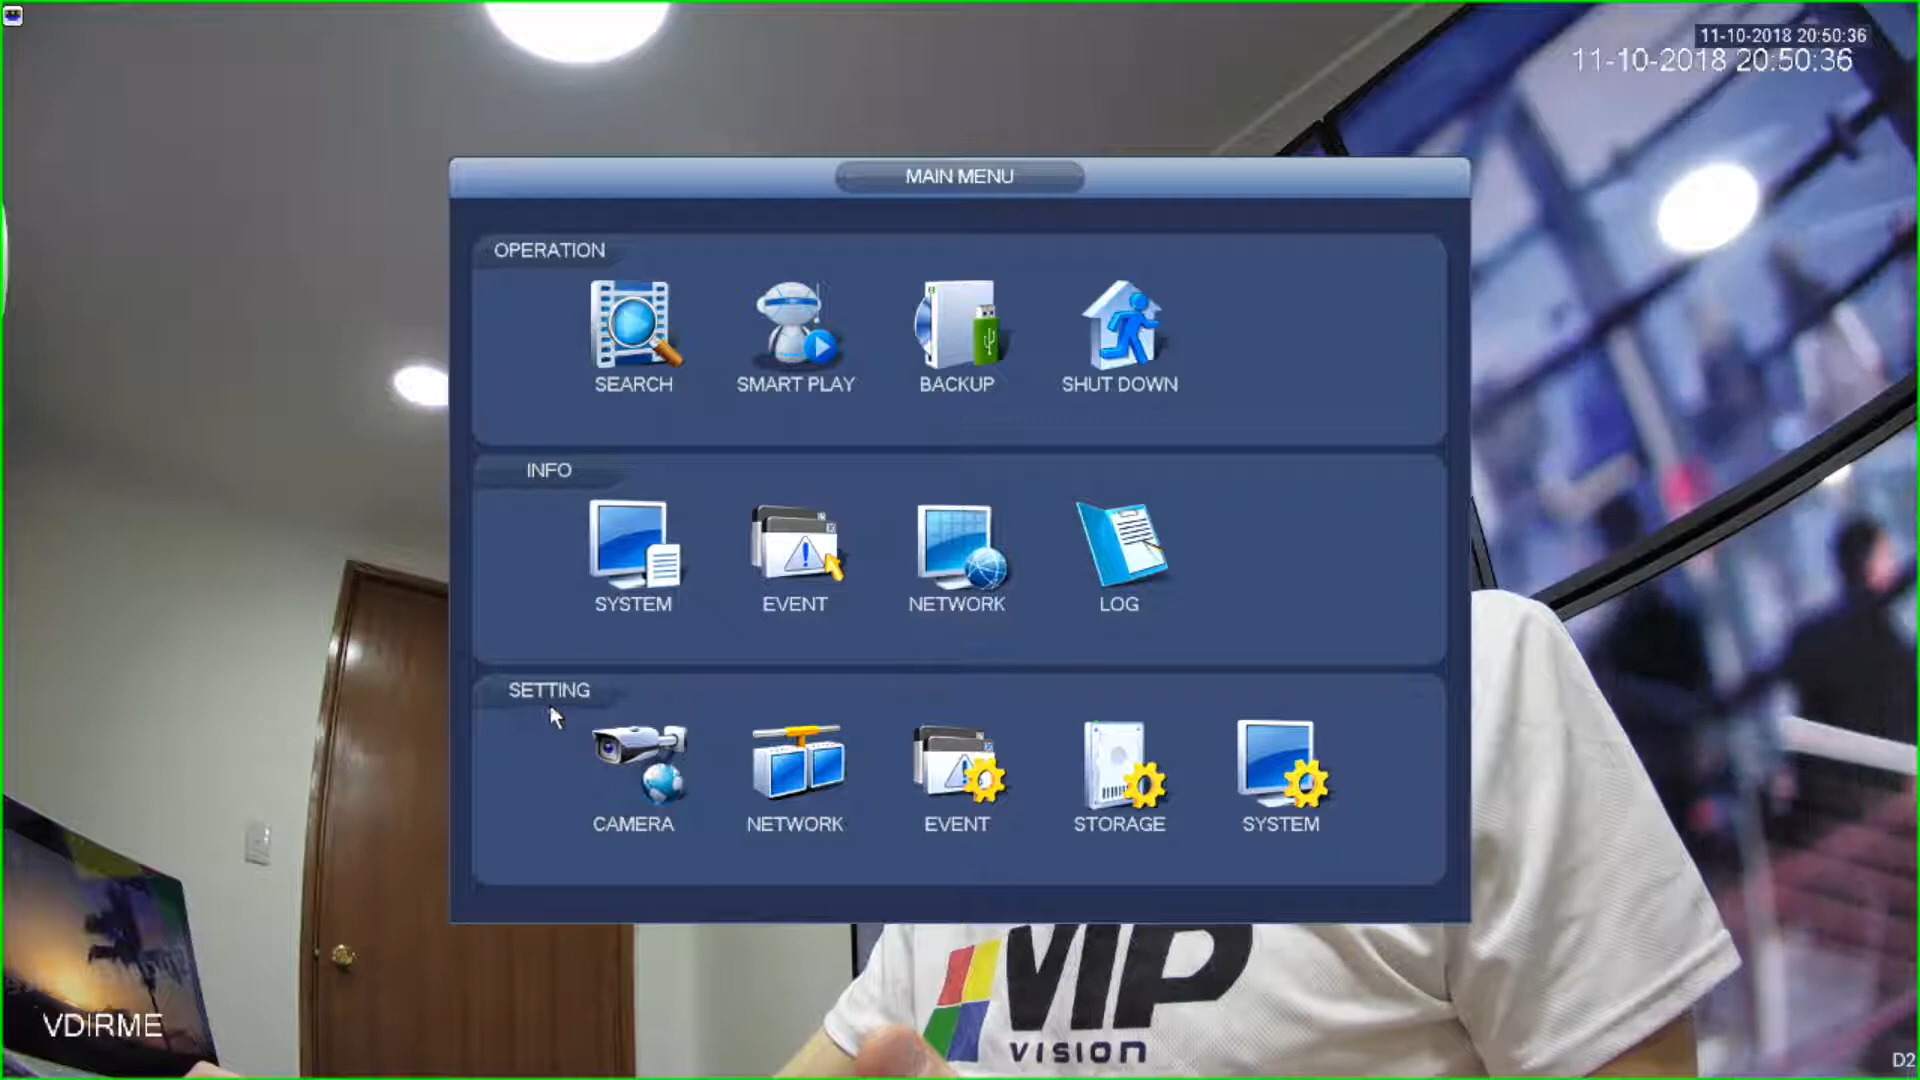 11-10-2018 20:50:36
11-10-2018 20:50:36
MAIN MENU
OPERATION
SEARCH SMART PLAY BACKUP SHUT DOWN
INFO
SYSTEM EVENT NETWORK LOG
SETTING
CAMERA NETWORK EVENT STORAGE SYSTEM
VIP
VISION
VDIRME
D2